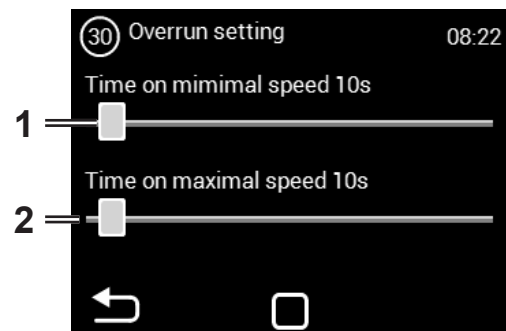 30 Overrun setting 08:22
Time on mimimal speed 10s
1
Time on maximal speed 10s
2